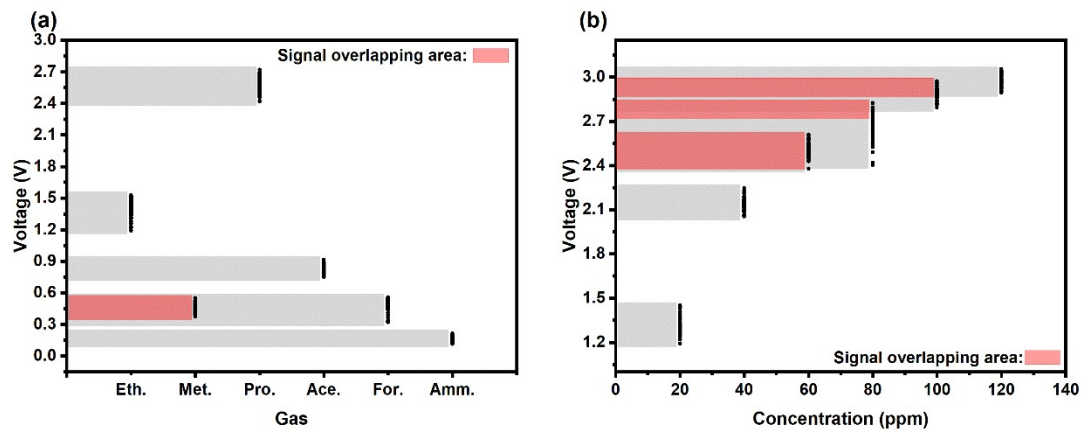 (a)
Signal overlapping area:
Voltage (V)
3.0
2.7
2.4
2.1
1.8
1.5
1.2
0.9
0.6
0.3
0.0
Eth. Met. Pro. Ace. For. Amm.
Gas
(b)
Voltage (V)
3.0
2.7
2.4
2.1
1.8
1.5
1.2
Signal overlapping area:
0 20 40 60 80 100 120 140
Concentration (ppm)